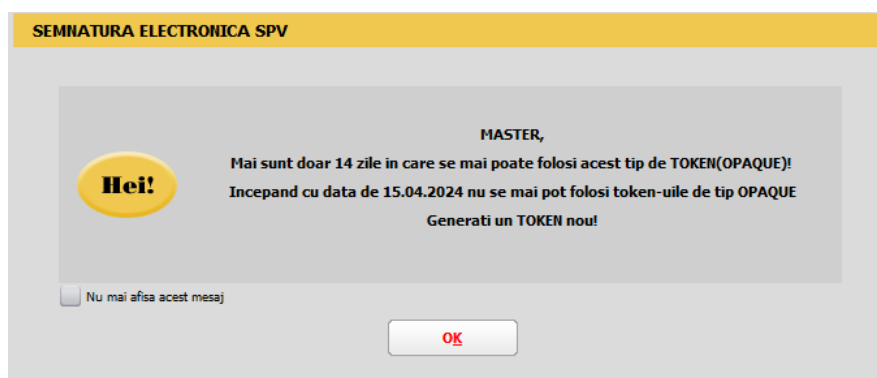 SEMNATURA ELECTRONICA SPV
MASTER,
Mai sunt doar 14 zile in care se mai poate folosi acest tip de TOKEN(OPAQUE)!
Hei!
Incepand cu data de 15.04.2024 nu se mai pot folosi token-uile de tip OPAQUE
Generati un TOKEN nou!
Nu mai afisa acest mesaj
OK